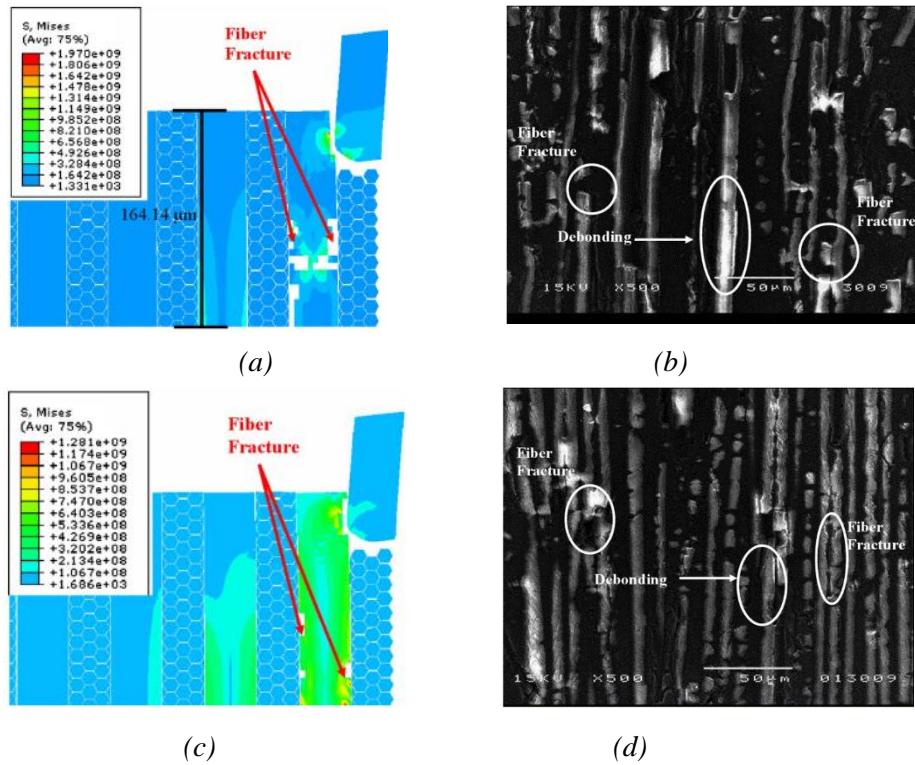 S, Mises
(Avg: 75%)
+1.970e+09
+1.806e+09
+1.642e+09
+1.478e+09
+1.314e+09
+1.149e+09
+9.852e+08
+8.210e+08
+6.568e+08
+4.926e+08
+3.284e+08
+1.642e+08
+1.331e+03
Fiber
Fracture
164.14 µm
(a)
Fiber
Fracture
Debonding
Fiber
Fracture
15KV X500 50µm 3009
(b)
S, Mises
(Avg: 75%)
+1.281e+09
+1.174e+09
+1.067e+09
+9.605e+08
+8.537e+08
+7.470e+08
+6.403e+08
+5.336e+08
+4.269e+08
+3.202e+08
+2.134e+08
+1.067e+08
+1.686e+03
Fiber
Fracture
(c)
Fiber
Fracture
Fiber
Fracture
Debonding
15KV X500 50µm 013009
(d)